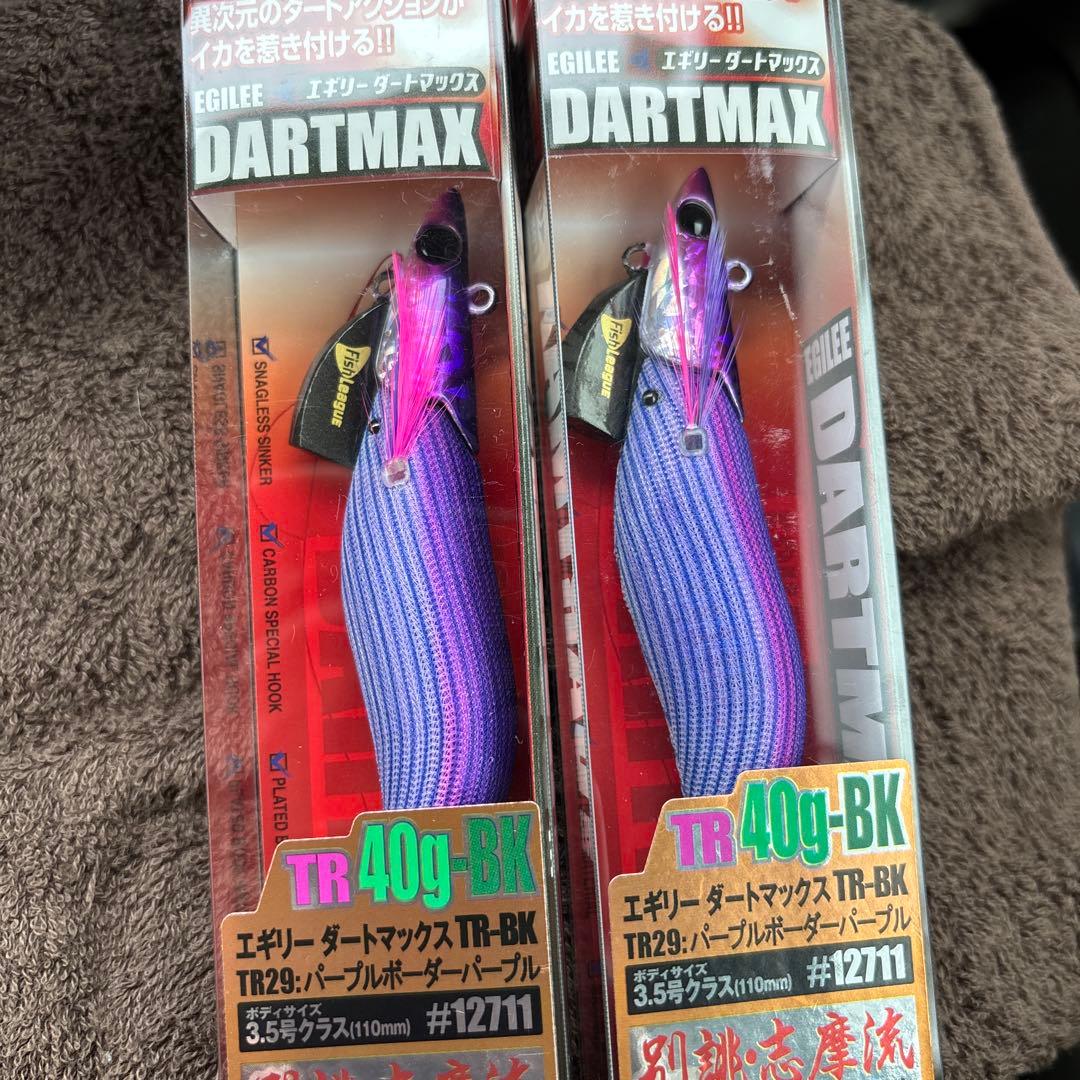 異次元のダートアクションが
イカを惹き付ける!!
EGILEE エギリー ダートマックス
DARTMAX
FishLeague
SNAGLESS SINKER
CARBON SPECIAL HOOK
PLATED
TR 40g-BK
エギリー ダートマックス TR-BK
TR29:パープルボーダーパープル
ボディサイズ
3.5号クラス(110mm) #12711
イカを惹き付ける!!
EGILEE エギリー ダートマックス
DARTMAX
FishLeague
EGILEE
DARTM
TR 40g-BK
エギリー ダートマックス TR-BK
TR29:パープルボーダーパープル
ボディサイズ
3.5号クラス(110mm) #12711
別誂・志摩流